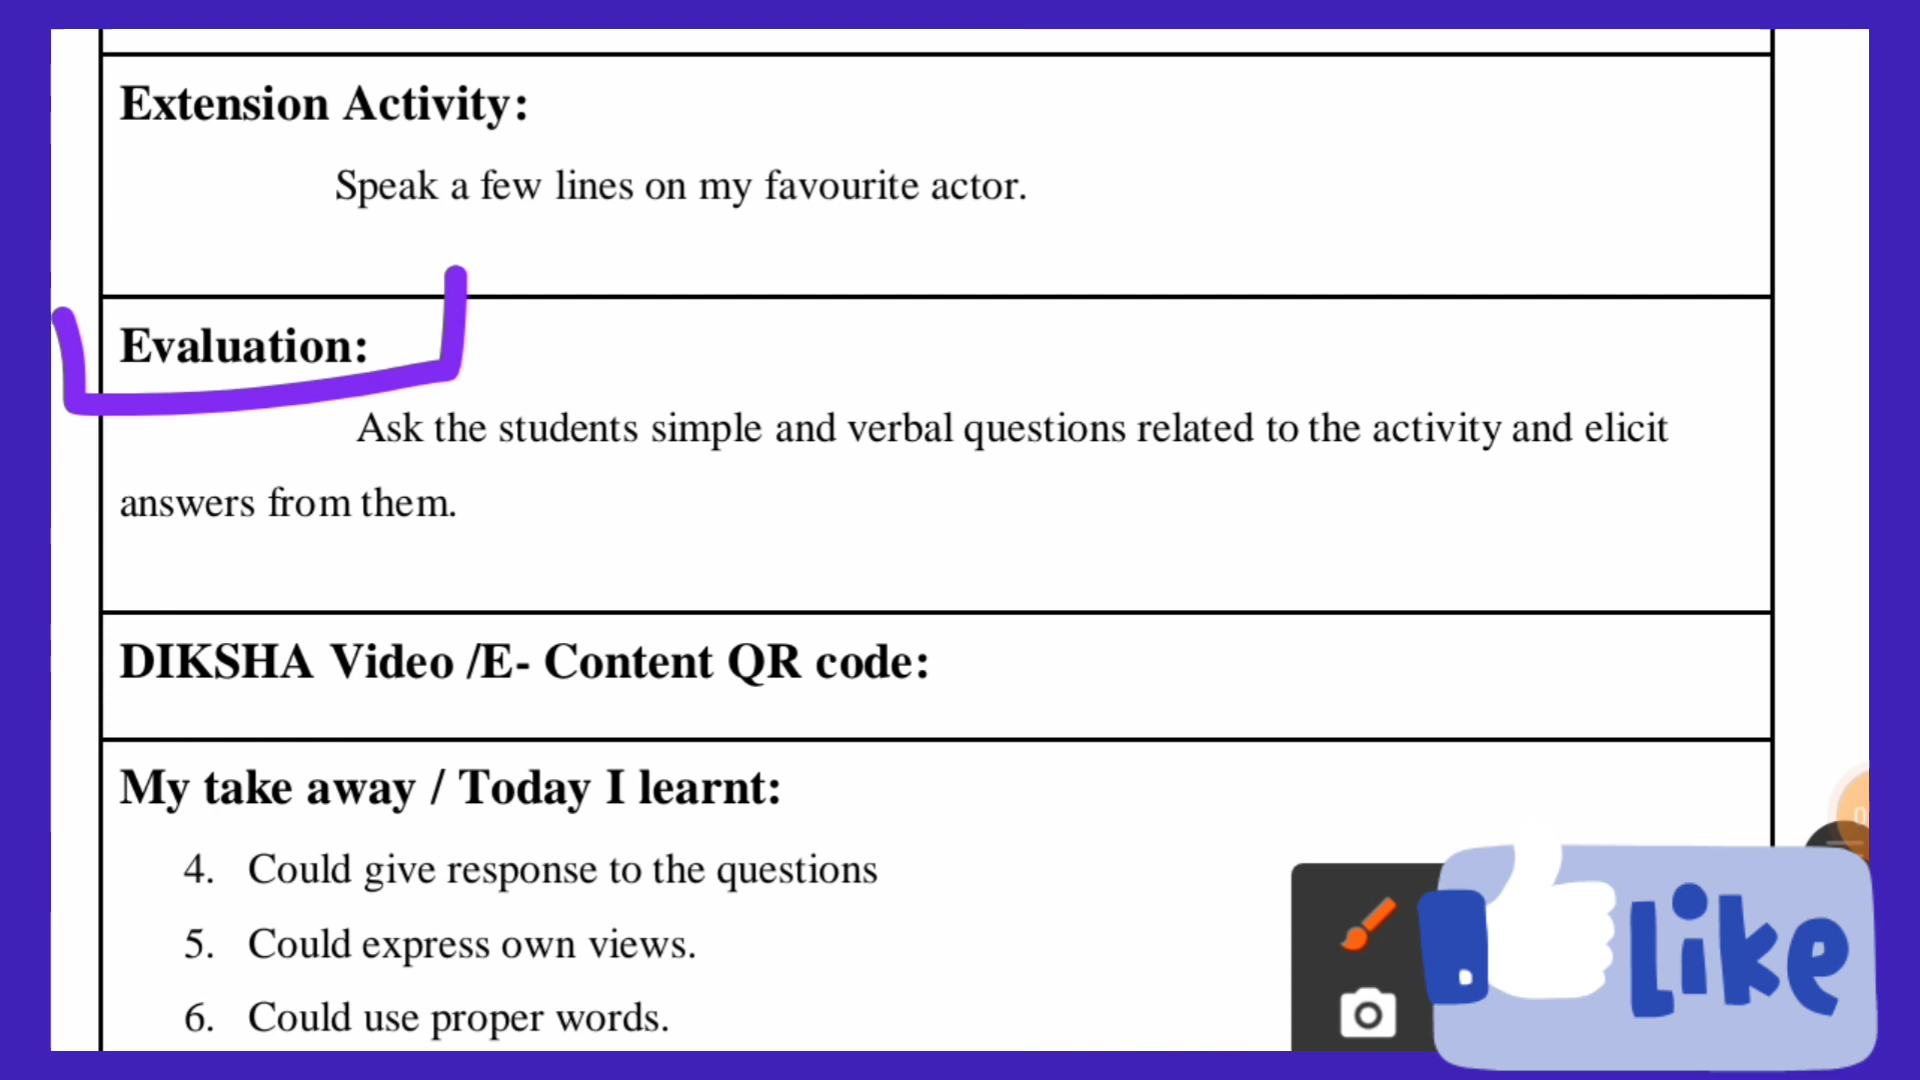 Extension Activity:
Speak a few lines on my favourite actor.
Evaluation:
Ask the students simple and verbal questions related to the activity and elicit
answers from them.
DIKSHA Video /E- Content QR code:
My take away / Today I learnt:
4. Could give response to the questions
5. Could express own views.
6. Could use proper words.
Like